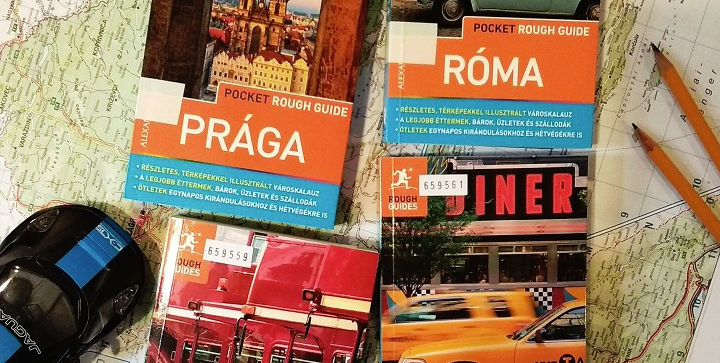 POCKET ROUGH GUIDE
PRÁGA
• RÉSZLETES, TÉRKÉPEKKEL ILLUSZTRÁLT VÁROSKALAUZ
• A LEGJOBB ÉTTERMEK, BÁROK, ÜZLETEK ÉS SZÁLLODÁK
• ÖTLETEK EGYNAPOS KIRÁNDULÁSOKHOZ ÉS HÉTVÉGÉKRE IS
ALEXAN
POCKET ROUGH GUIDE
RÓMA
• RÉSZLETES, TÉRKÉPEKKEL ILLUSZTRÁLT VÁROSKALAUZ
• A LEGJOBB ÉTTERMEK, BÁROK, ÜZLETEK ÉS SZÁLLODÁK
• ÖTLETEK EGYNAPOS KIRÁNDULÁSOKHOZ ÉS HÉTVÉGÉKRE IS
ALEXA
659559
ROUGH
GUIDES
659561
ROUGH
GUIDES
DINER
JAGUAR